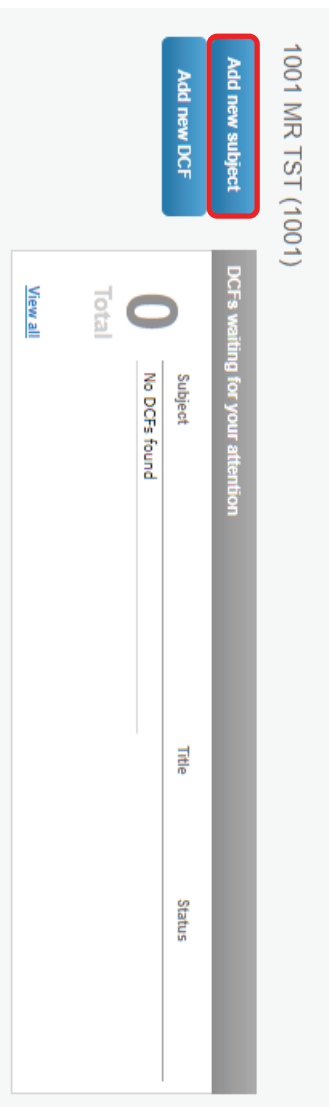 1001 MR TST (1001)
Add new subject
Add new DCF
DCFs waiting for your attention
0
Total
View all
Subject Title Status
No DCFs found